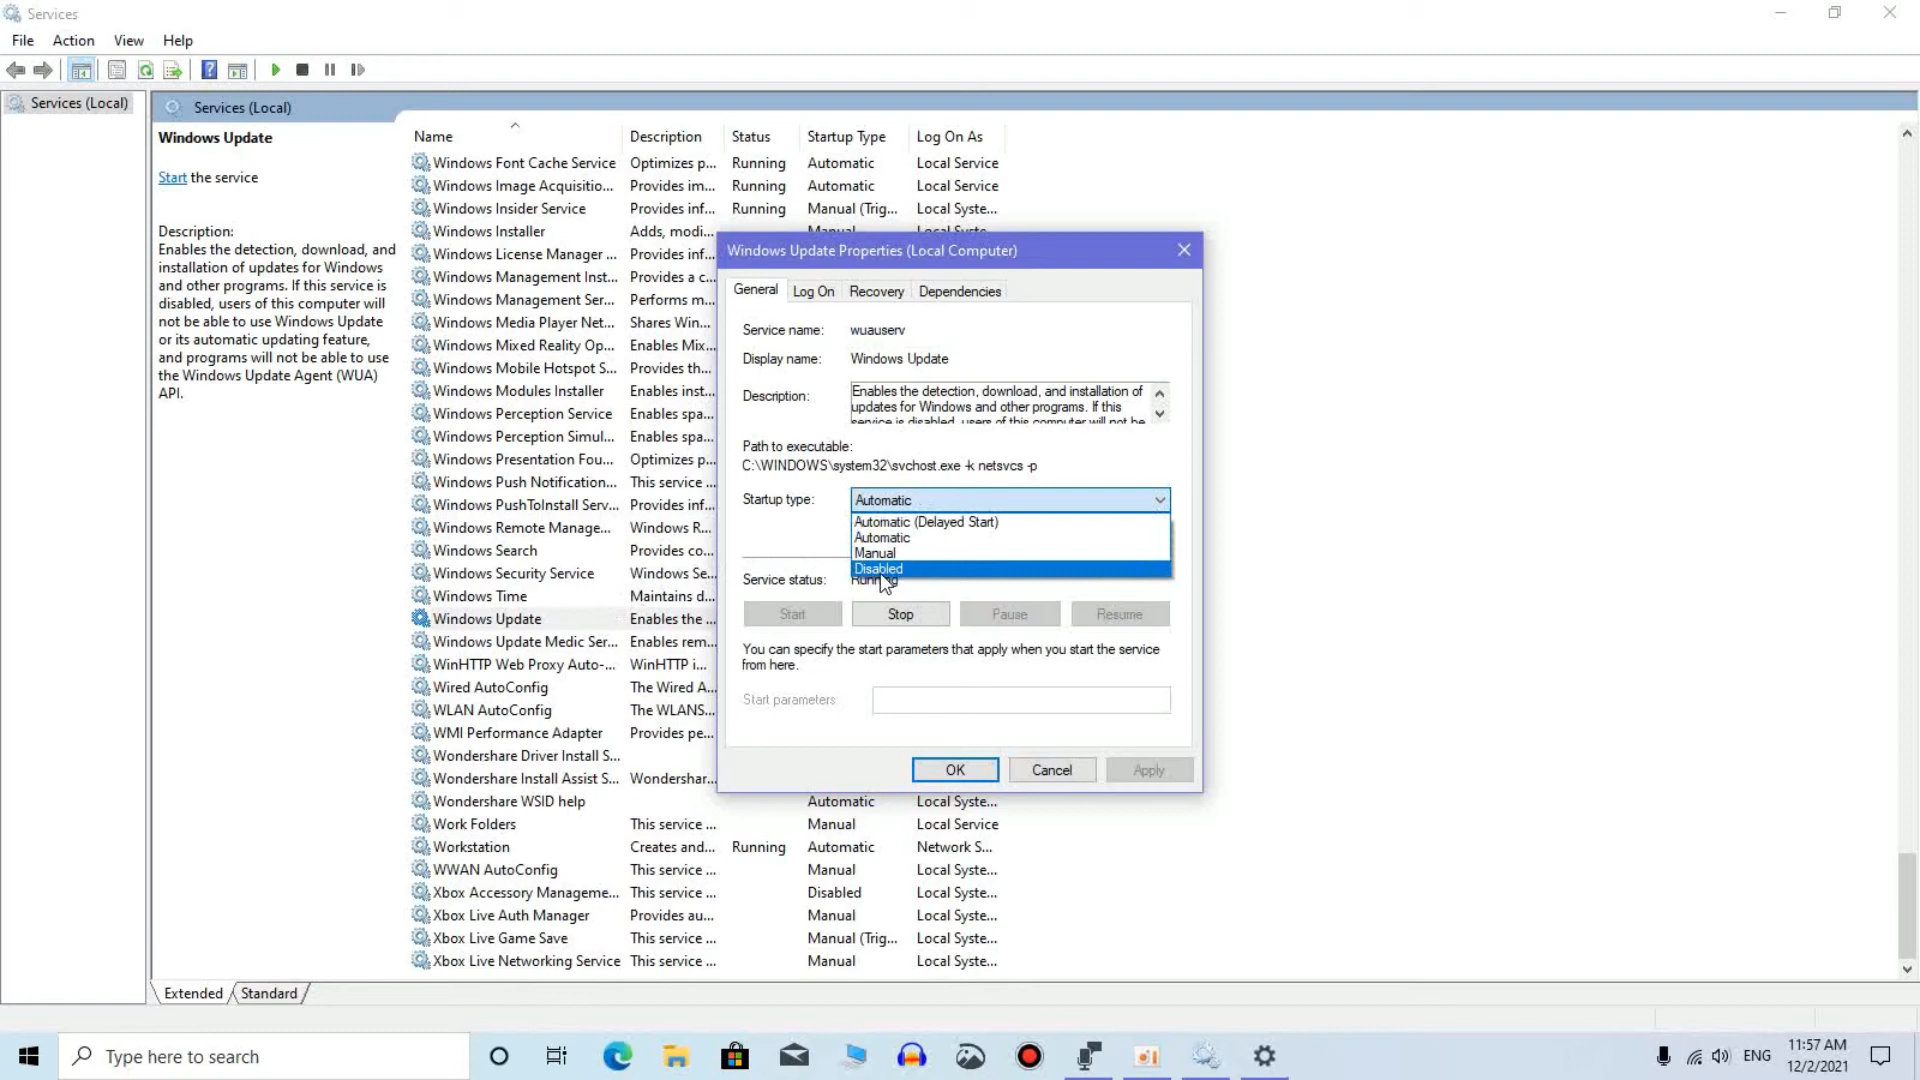 Services
File Action View Help
Services (Local)
Services (Local)
Windows Update
Start the service
Description:
Enables the detection, download, and
installation of updates for Windows
and other programs. If this service is
disabled, users of this computer will
not be able to use Windows Update
or its automatic updating feature,
and programs will not be able to use
the Windows Update Agent (WUA)
API.
Name Description Status Startup Type Log On As
Windows Font Cache Service Optimizes p... Running Automatic Local Service
Windows Image Acquisitio... Provides im... Running Automatic Local Service
Windows Insider Service Provides inf... Running Manual (Trig... Local Syste...
Windows Installer Adds, modi... Manual Local Syste...
Windows License Manager ... Provides inf...
Windows Management Inst... Provides a c...
Windows Management Ser... Performs m...
Windows Media Player Net... Shares Win...
Windows Mixed Reality Op... Enables Mix...
Windows Mobile Hotspot S... Provides th...
Windows Modules Installer Enables inst...
Windows Perception Service Enables spa...
Windows Perception Simul... Enables spa...
Windows Presentation Fou... Optimizes p...
Windows Push Notification... This service ...
Windows PushToInstall Serv... Provides inf...
Windows Remote Manage... Windows R...
Windows Search Provides co...
Windows Security Service Windows Se...
Windows Time Maintains d...
Windows Update Enables the ...
Windows Update Medic Ser... Enables rem...
WinHTTP Web Proxy Auto-... WinHTTP i...
Wired AutoConfig The Wired A...
WLAN AutoConfig The WLANS...
WMI Performance Adapter Provides pe...
Wondershare Driver Install S...
Wondershare Install Assist S... Wondershar...
Wondershare WSID help Automatic Local Syste...
Work Folders This service ... Manual Local Service
Workstation Creates and... Running Automatic Network S...
WWAN AutoConfig This service ... Manual Local Syste...
Xbox Accessory Manageme... This service ... Disabled Local Syste...
Xbox Live Auth Manager Provides au... Manual Local Syste...
Xbox Live Game Save This service ... Manual (Trig... Local Syste...
Xbox Live Networking Service This service ... Manual Local Syste...
Windows Update Properties (Local Computer)
General Log On Recovery Dependencies
Service name: wuauserv
Display name: Windows Update
Description: Enables the detection, download, and installation of
updates for Windows and other programs. If this
service is disabled, users of this computer will not be
Path to executable:
C:\WINDOWS\system32\svchost.exe -k netsvcs -p
Startup type: Automatic
Automatic (Delayed Start)
Automatic
Manual
Disabled
Service status: Running
Start Stop Pause Resume
You can specify the start parameters that apply when you start the service
from here.
Start parameters:
OK Cancel Apply
Extended Standard
Type here to search
ENG
11:57 AM
12/2/2021